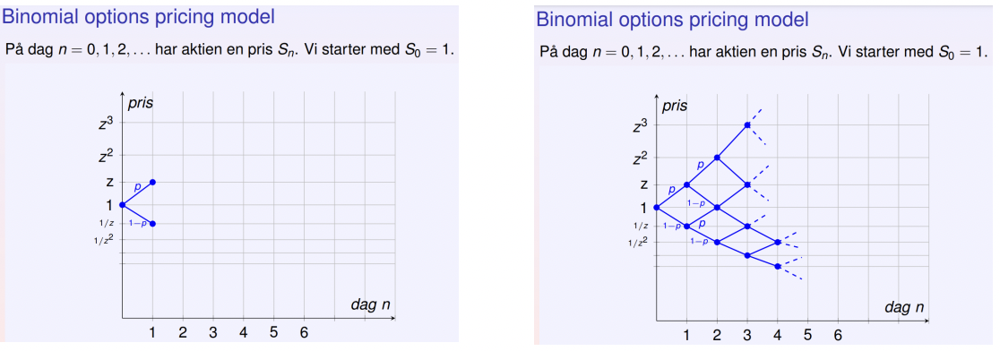 Binomial options pricing model
På dag n = 0, 1, 2, . . . har aktien en pris Sₙ. Vi starter med S₀ = 1.
pris
z³
z²
z
p
1
1/z
1−p
1/z²
dag n
1 2 3 4 5 6
Binomial options pricing model
På dag n = 0, 1, 2, . . . har aktien en pris Sₙ. Vi starter med S₀ = 1.
pris
z³
z²
p
z
p
1−p
1
1/z
1−p
p
1/z²
1−p
dag n
1 2 3 4 5 6